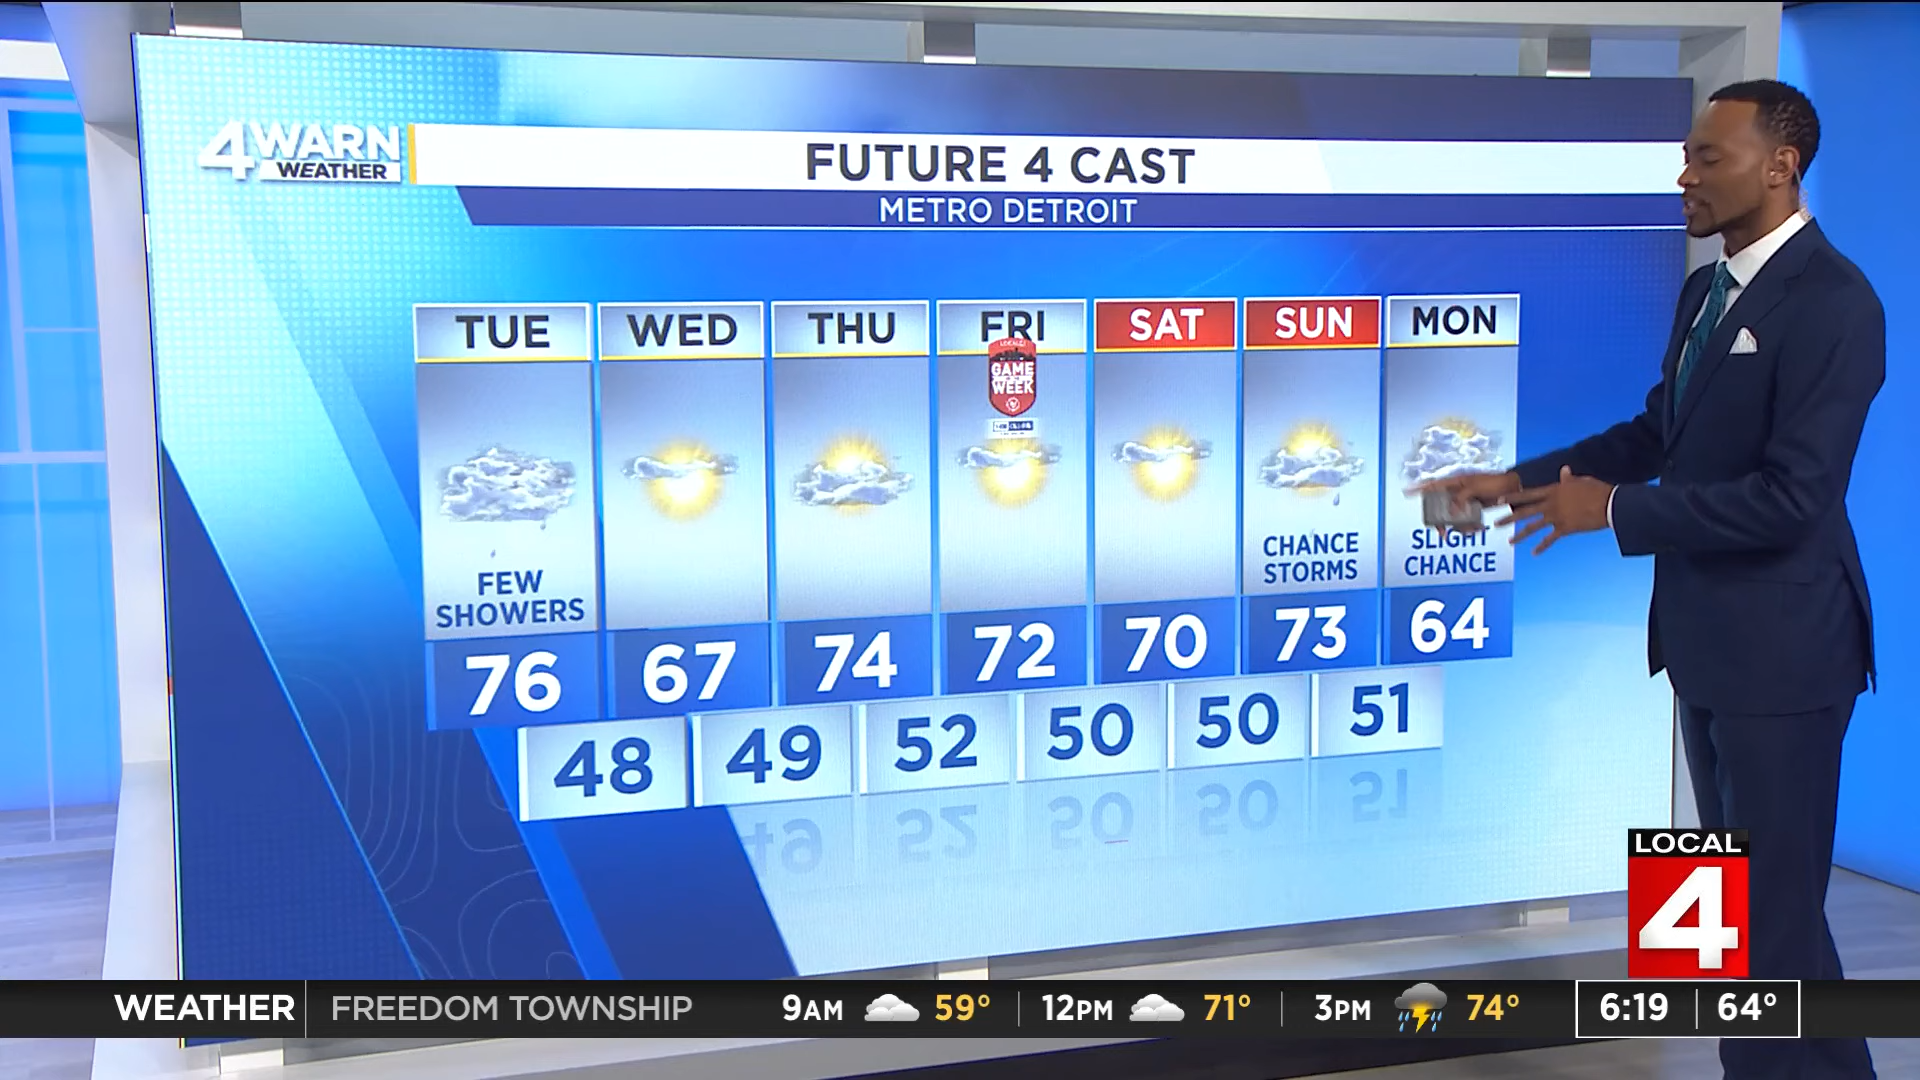 4WARN
WEATHER
FUTURE 4 CAST
METRO DETROIT
TUE WED THU FRI SAT SUN MON
LOCAL 4
GAME
WEEK
FEW
SHOWERS
CHANCE
STORMS
SLIGHT
CHANCE
76 67 74 72 70 73 64
48 49 52 50 50 51
LOCAL
4
WEATHER FREEDOM TOWNSHIP 9AM 59° 12PM 71° 3PM 74° 6:19 64°